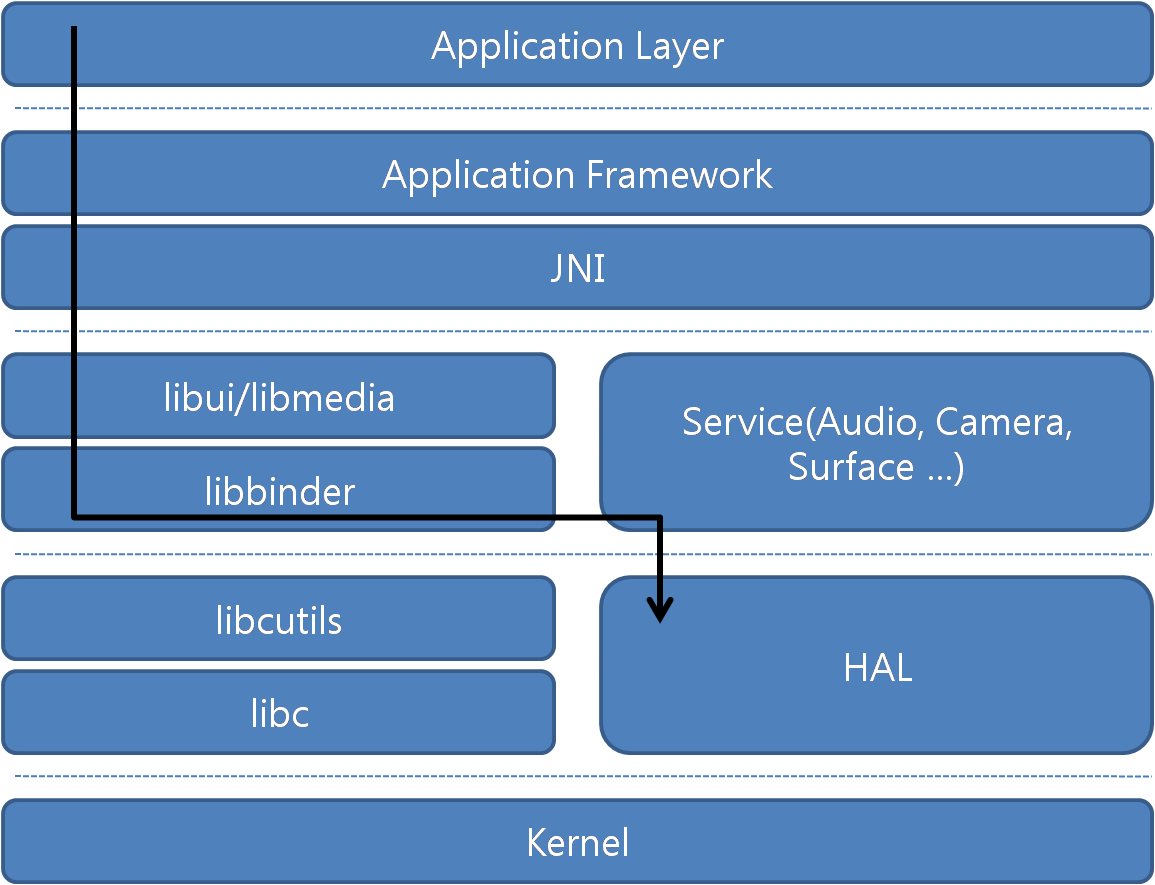 Application Layer
Application Framework
JNI
libui/libmedia
libbinder
Service(Audio, Camera,
Surface ...)
libcutils
libc
HAL
Kernel